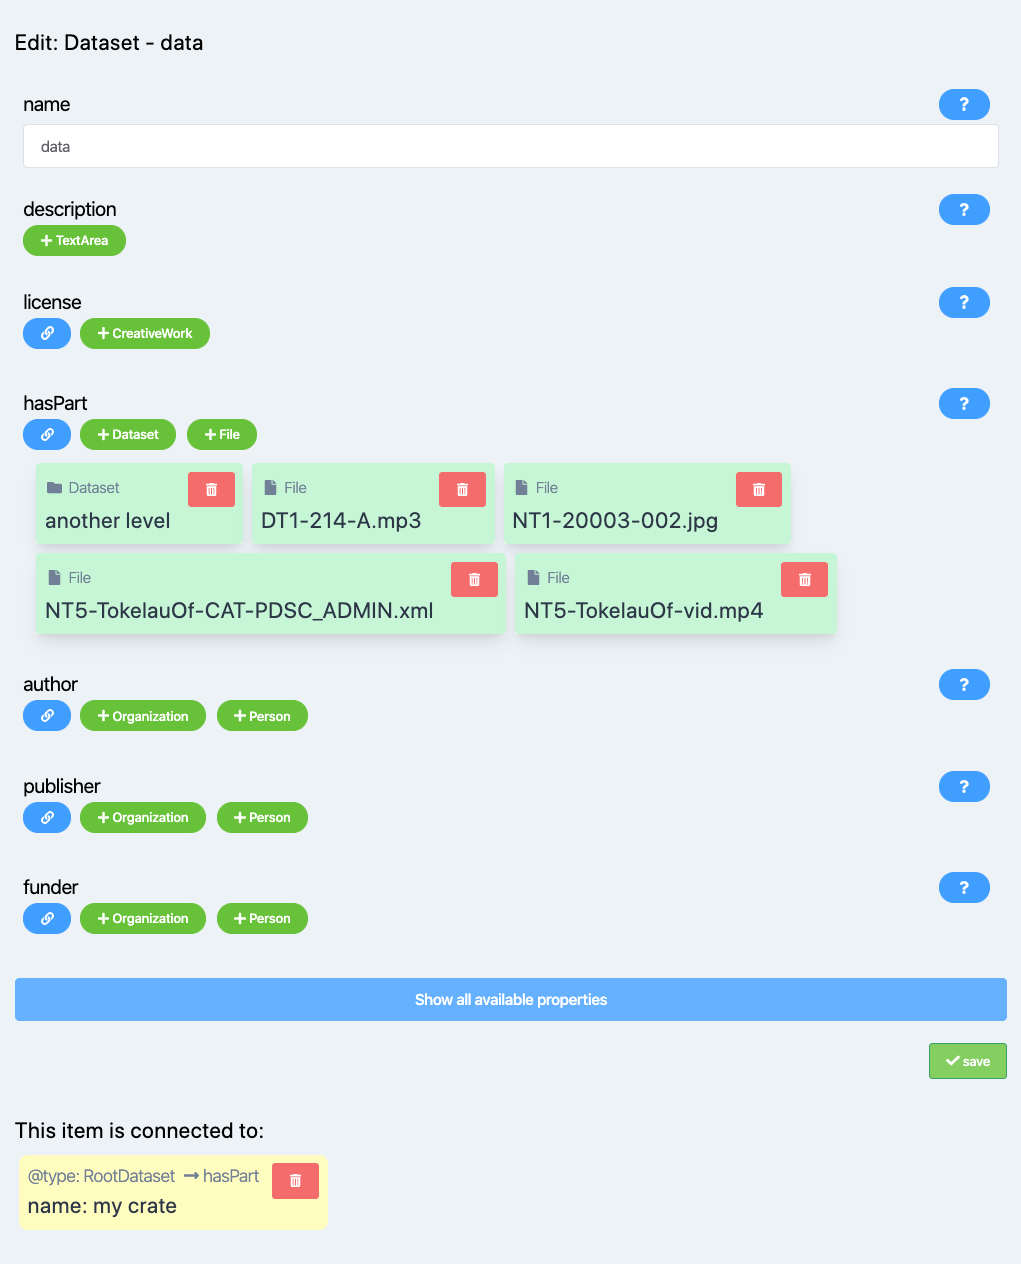 Edit: Dataset - data
name
?
data
description
?
TextArea
license
?
CreativeWork
hasPart
?
Dataset File
Dataset File File
another level DT1-214-A.mp3 NT1-20003-002.jpg
File File
NT5-TokelauOf-CAT-PDSC_ADMIN.xml NT5-TokelauOf-vid.mp4
author
?
Organization Person
publisher
?
Organization Person
funder
?
Organization Person
Show all available properties
save
This item is connected to:
@type: RootDataset → hasPart
name: my crate